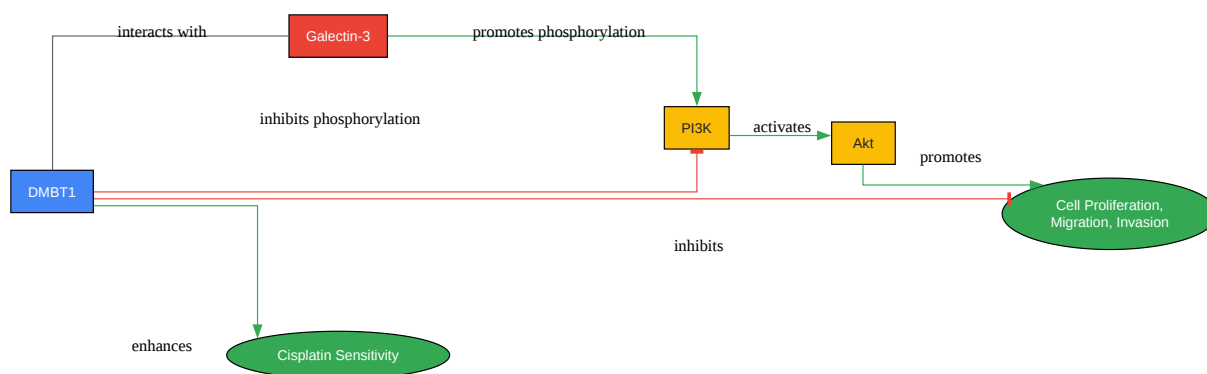 interacts with
Galectin-3
promotes phosphorylation
inhibits phosphorylation
PI3K
activates
Akt
promotes
DMBT1
Cell Proliferation,
Migration, Invasion
inhibits
enhances
Cisplatin Sensitivity